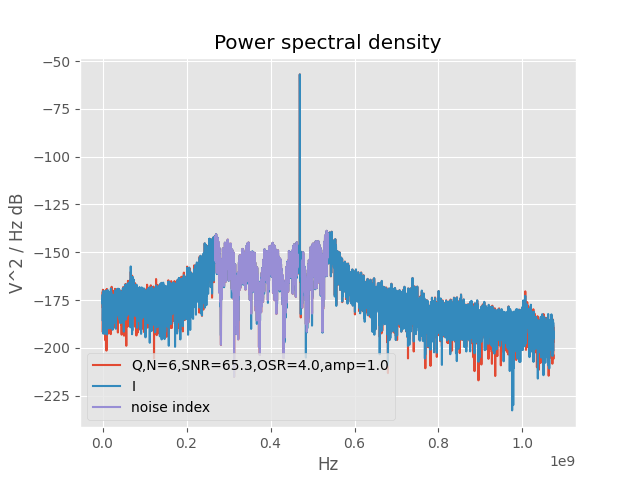 Power spectral density
V^2 / Hz dB
−50
−75
−100
−125
−150
−175
−200
−225
Q,N=6,SNR=65.3,OSR=4.0,amp=1.0
I
noise index
0.0 0.2 0.4 0.6 0.8 1.0
1e9
Hz